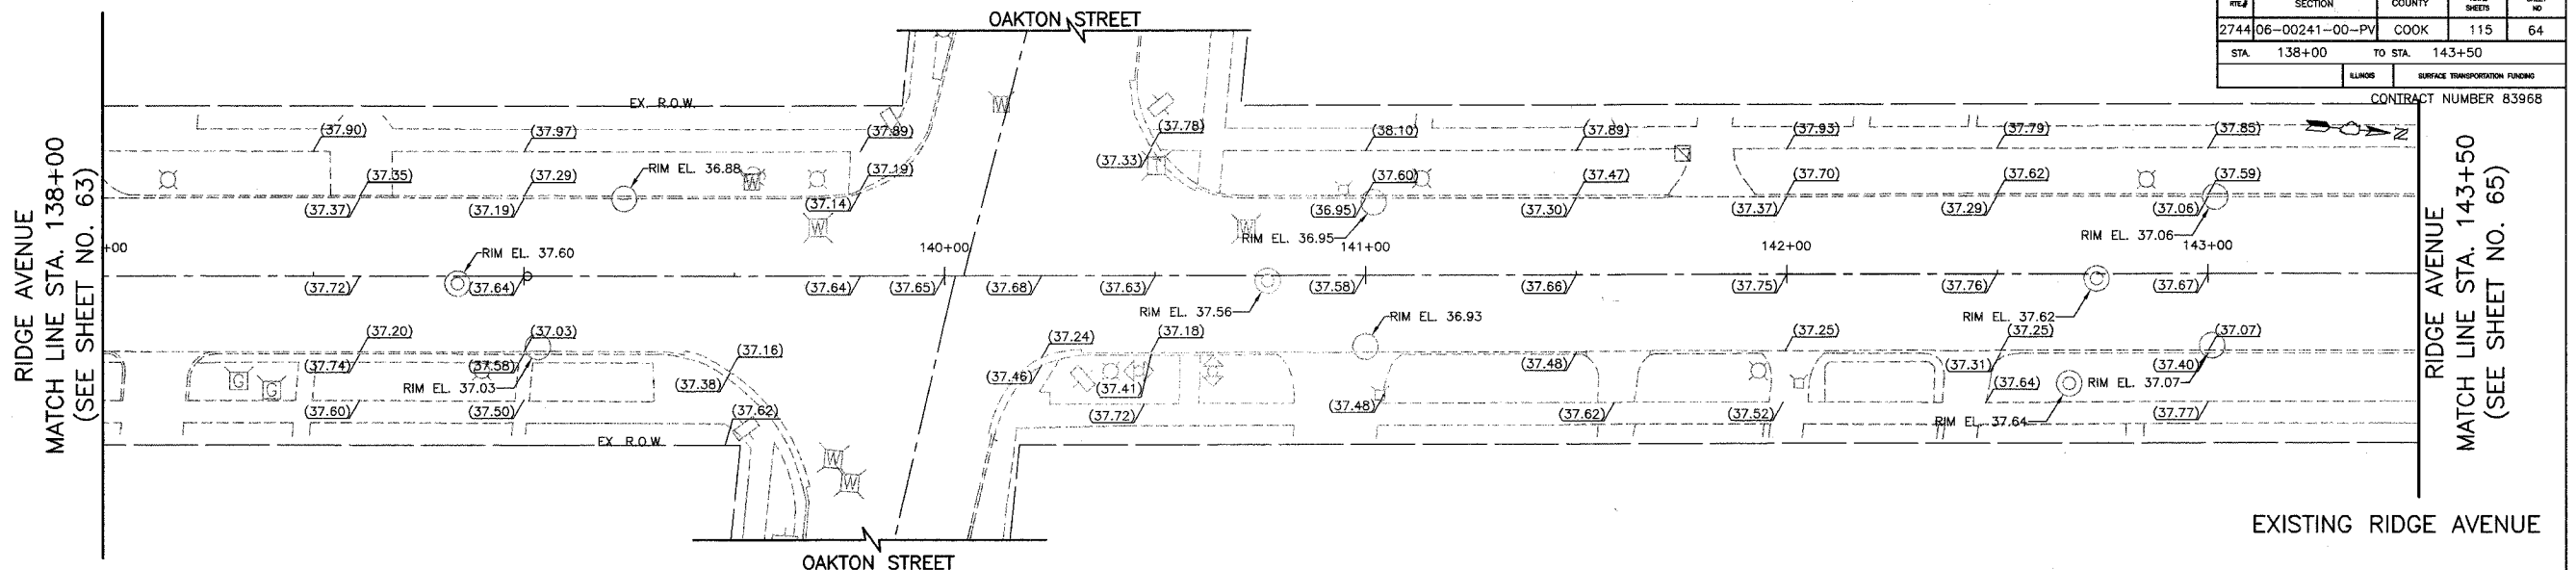 OAKTON STREET
RTE# SECTION COUNTY SHEETS NO
2744 06-00241-00-PV COOK 115 64
STA. 138+00 TO STA. 143+50
ILLINOIS SURFACE TRANSPORTATION FUNDING
CONTRACT NUMBER 83968
EX. R.O.W.
(37.90) (37.97) (37.89) (37.78) (38.10) (37.89) (37.93) (37.79) (37.85)
N
W
(37.33)
T
RIM EL. 36.88
W
(37.35) (37.29) (37.19) (37.60) (37.47) (37.70) (37.62) (37.59)
(37.37) (37.19) (37.14) (36.95) (37.30) (37.37) (37.29) (37.06)
W
W
RIM EL. 36.95
RIM EL. 37.06
+00 140+00 141+00 142+00 143+00
RIM EL. 37.60
(37.72) (37.64) (37.64) (37.65) (37.68) (37.63) (37.58) (37.66) (37.75) (37.76) (37.67)
RIM EL. 37.56
RIM EL. 36.93
RIM EL. 37.62
(37.20) (37.03) (37.16) (37.24) (37.18) (37.25) (37.25) (37.07)
(37.74) (37.58) (37.38) (37.46) (37.41) (37.48) (37.31) (37.40)
G
G
RIM EL. 37.03
(37.64)
RIM EL. 37.07
(37.60) (37.50) (37.62) (37.72) (37.48) (37.62) (37.52) (37.77)
RIM EL. 37.64
EX R.O.W.
W
W
OAKTON STREET
RIDGE AVENUE
MATCH LINE STA. 138+00
(SEE SHEET NO. 63)
RIDGE AVENUE
MATCH LINE STA. 143+50
(SEE SHEET NO. 65)
EXISTING RIDGE AVENUE